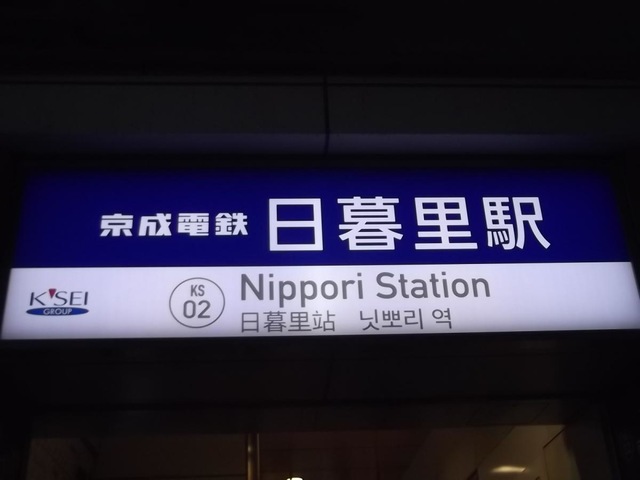 京成電鉄 日暮里駅
K'SEI
GROUP
KS
02
Nippori Station
日暮里站 닛뽀리 역